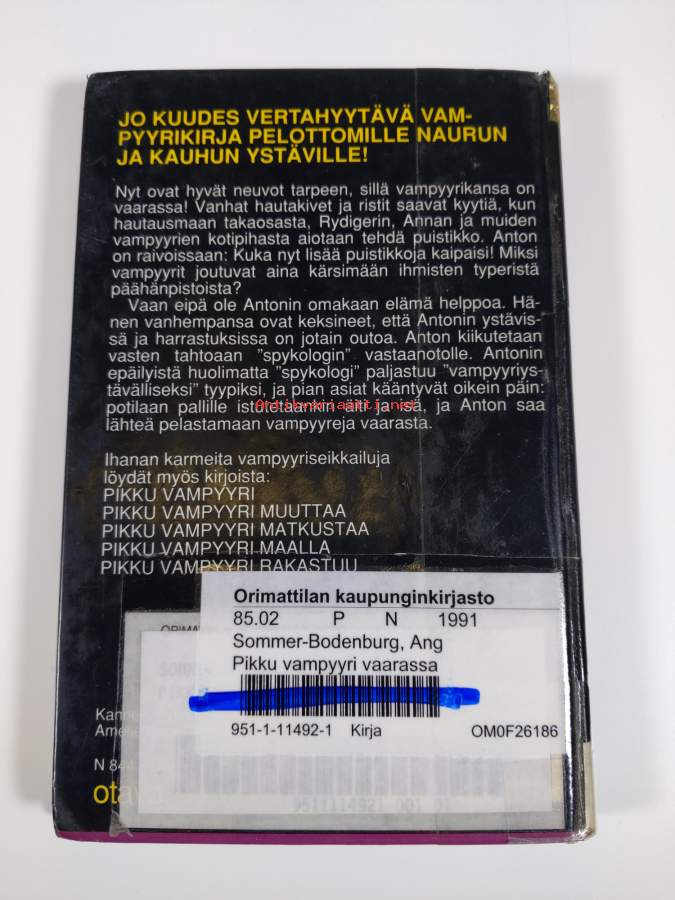 JO KUUDES VERTAHYYTÄVÄ VAM-
PYYRIKIRJA PELOTTOMILLE NAURUN
JA KAUHUN YSTÄVILLE!
Nyt ovat hyvät neuvot tarpeen, sillä vampyyrikansa on
vaarassa! Vanhat hautakivet ja ristit saavat kyytiä, kun
hautausmaan takaosasta, Rydigerin, Annan ja muiden
vampyyrien kotipihasta aiotaan tehdä puistikko. Anton
on raivoissaan: Kuka nyt lisää puistikkoja kaipaisi! Miksi
vampyyrit joutuvat aina kärsimään ihmisten typeristä
päähänpistoista?
Vaan eipä ole Antonin omakaan elämä helppoa. Hä-
nen vanhempansa ovat keksineet, että Antonin ystävis-
sä ja harrastuksissa on jotain outoa. Anton kiikutetaan
vasten tahtoaan "spykologin" vastaanotolle. Antonin
epäilyistä huolimatta "spykologi" paljastuu "vampyyriys-
tävälliseksi" tyypiksi, ja pian asiat kääntyvät oikein päin:
potilaan pallille istutetaankin äiti ja isä, ja Anton saa
lähteä pelastamaan vampyyreja vaarasta.
Antikvariaatti.net
Ihanan karmeita vampyyriseikkailuja
löydät myös kirjoista:
PIKKU VAMPYYRI
PIKKU VAMPYYRI MUUTTAA
PIKKU VAMPYYRI MATKUSTAA
PIKKU VAMPYYRI MAALLA
PIKKU VAMPYYRI RAKASTUU
Orimattilan kaupunginkirjasto
85.02 P N 1991
Sommer-Bodenburg, Ang
Pikku vampyyri vaarassa
951-1-11492-1 Kirja OM0F26186